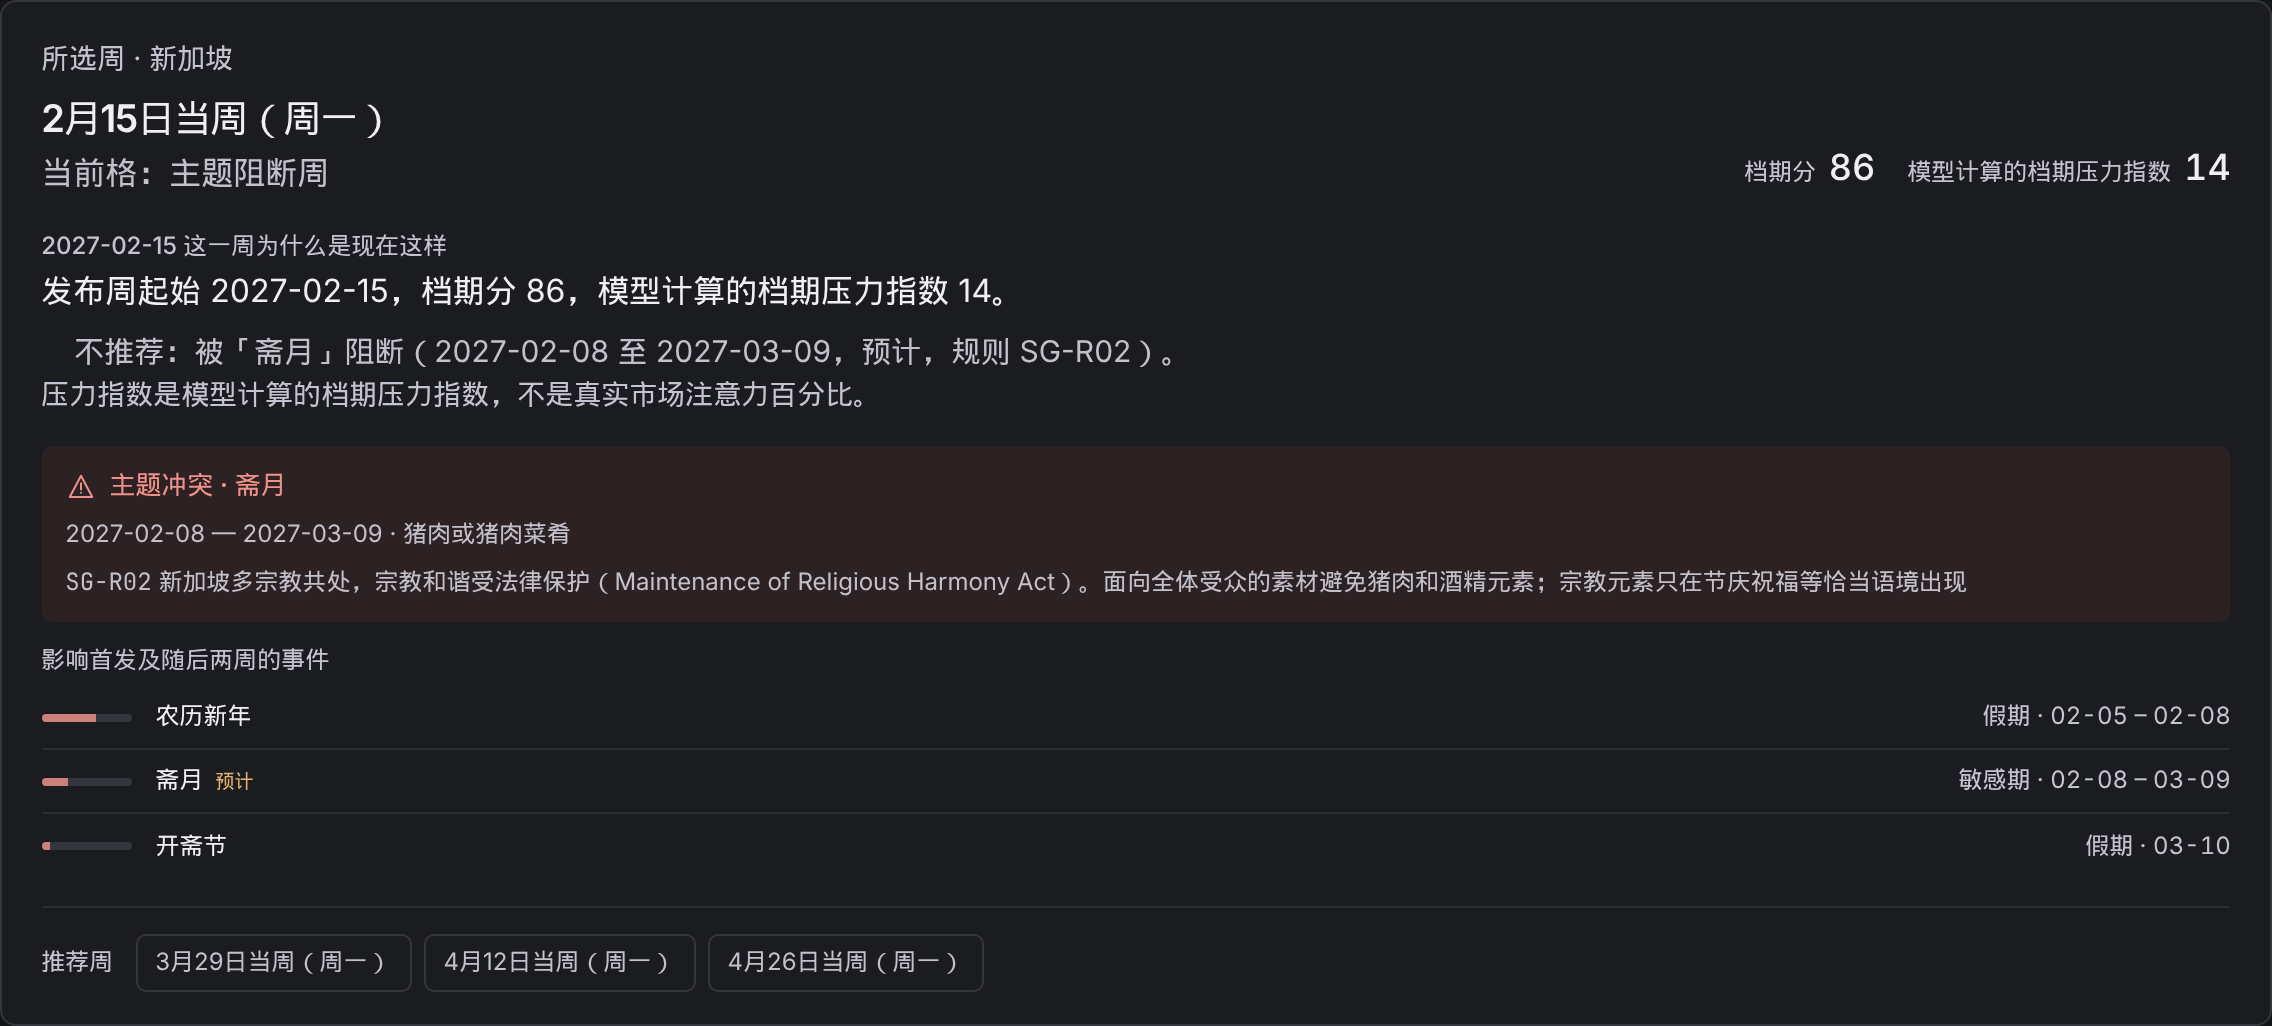 所选周 · 新加坡
2月15日当周（周一）
当前格：主题阻断周
档期分 86 模型计算的档期压力指数 14
2027-02-15 这一周为什么是现在这样
发布周起始 2027-02-15，档期分 86，模型计算的档期压力指数 14。
不推荐：被「斋月」阻断（2027-02-08 至 2027-03-09，预计，规则 SG-R02）。
压力指数是模型计算的档期压力指数，不是真实市场注意力百分比。
主题冲突 · 斋月
2027-02-08 — 2027-03-09 · 猪肉或猪肉菜肴
SG-R02 新加坡多宗教共处，宗教和谐受法律保护（Maintenance of Religious Harmony Act）。面向全体受众的素材避免猪肉和酒精元素；宗教元素只在节庆祝福等恰当语境出现
影响首发及随后两周的事件
农历新年 假期 · 02-05 – 02-08
斋月 预计 敏感期 · 02-08 – 03-09
开斋节 假期 · 03-10
推荐周 3月29日当周（周一） 4月12日当周（周一） 4月26日当周（周一）